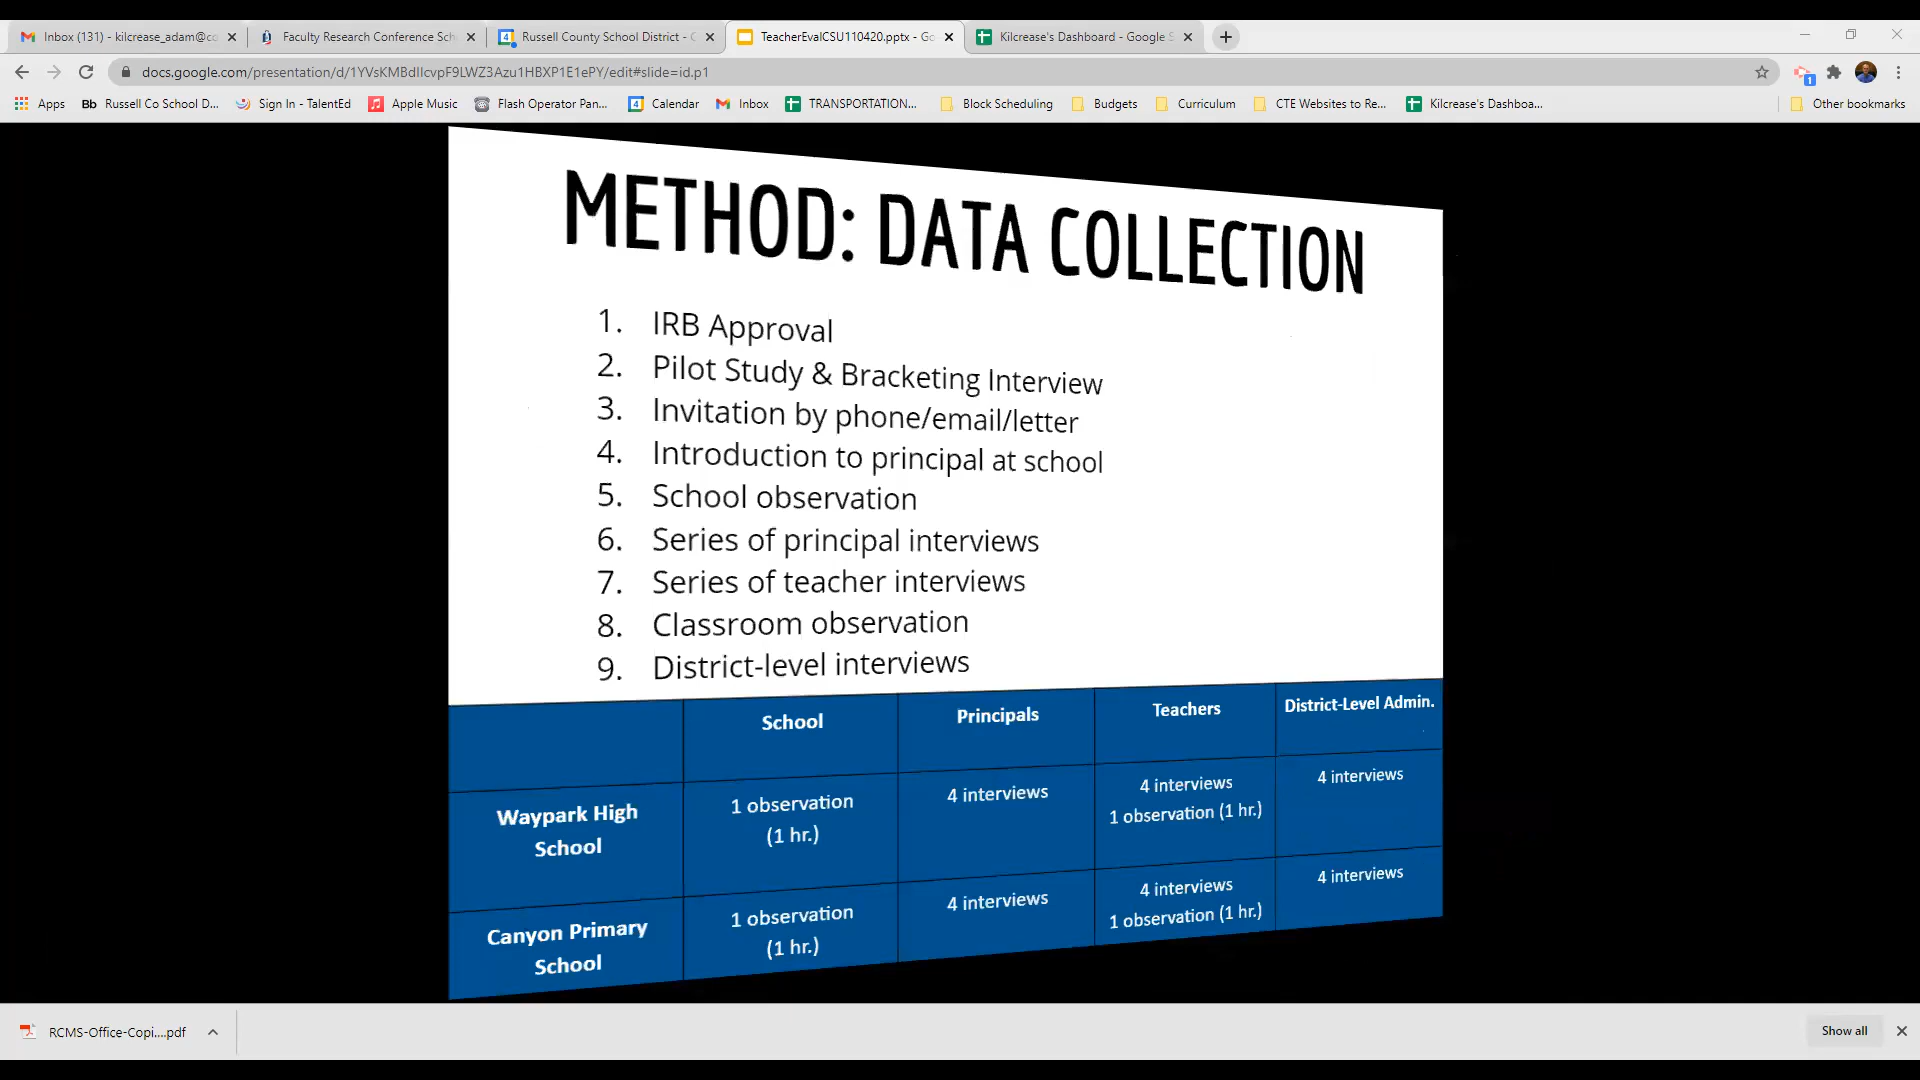 Inbox (131) - kilcrease_adam@co
Faculty Research Conference Sch
Russell County School District - C
TeacherEvalCSU110420.pptx - Go
Kilcrease's Dashboard - Google S
docs.google.com/presentation/d/1YVsKMBdIIcvpF9LWZ3Azu1HBXP1E1ePY/edit#slide=id.p1
Apps
Bb Russell Co School D...
Sign In - TalentEd
Apple Music
Flash Operator Pan...
4 Calendar
Inbox
TRANSPORTATION...
Block Scheduling
Budgets
Curriculum
CTE Websites to Re...
Kilcrease's Dashboa...
Other bookmarks
METHOD: DATA COLLECTION
1. IRB Approval
2. Pilot Study & Bracketing Interview
3. Invitation by phone/email/letter
4. Introduction to principal at school
5. School observation
6. Series of principal interviews
7. Series of teacher interviews
8. Classroom observation
9. District-level interviews
School Principals Teachers District-Level Admin.
Waypark High
School
1 observation
(1 hr.)
4 interviews
4 interviews
1 observation (1 hr.)
4 interviews
Canyon Primary
School
1 observation
(1 hr.)
4 interviews
4 interviews
1 observation (1 hr.)
4 interviews
RCMS-Office-Copi....pdf
Show all